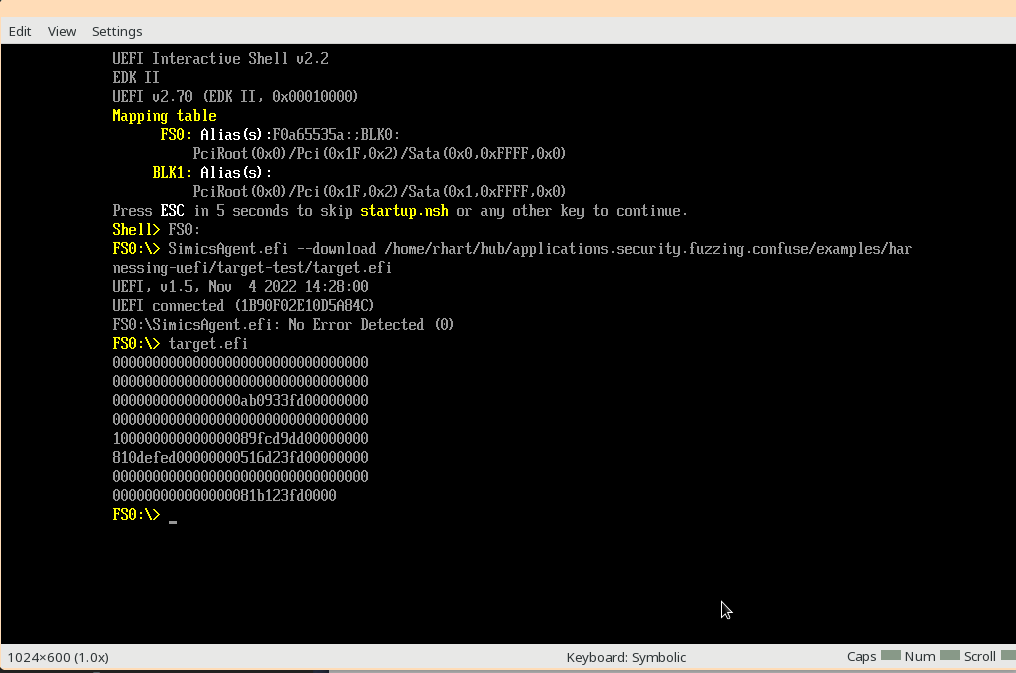 Edit View Settings
UEFI Interactive Shell v2.2
EDK II
UEFI v2.70 (EDK II, 0x00010000)
Mapping table
FS0: Alias(s):F0a65535a:;BLK0:
PciRoot(0x0)/Pci(0x1F,0x2)/Sata(0x0,0xFFFF,0x0)
BLK1: Alias(s):
PciRoot(0x0)/Pci(0x1F,0x2)/Sata(0x1,0xFFFF,0x0)
Press ESC in 5 seconds to skip startup.nsh or any other key to continue.
Shell> FS0:
FS0:\> SimicsAgent.efi --download /home/rhart/hub/applications.security.fuzzing.confuse/examples/har
nessing-uefi/target-test/target.efi
UEFI, v1.5, Nov  4 2022 14:28:00
UEFI connected (1B90F02E10D5A84C)
FS0:\SimicsAgent.efi: No Error Detected (0)
FS0:\> target.efi
00000000000000000000000000000000
00000000000000000000000000000000
0000000000000000ab0933fd00000000
00000000000000000000000000000000
100000000000000089fcd9dd00000000
810defed00000000516d23fd00000000
00000000000000000000000000000000
000000000000000081b123fd0000
FS0:\> _
1024×600 (1.0x) Keyboard: Symbolic Caps Num Scroll